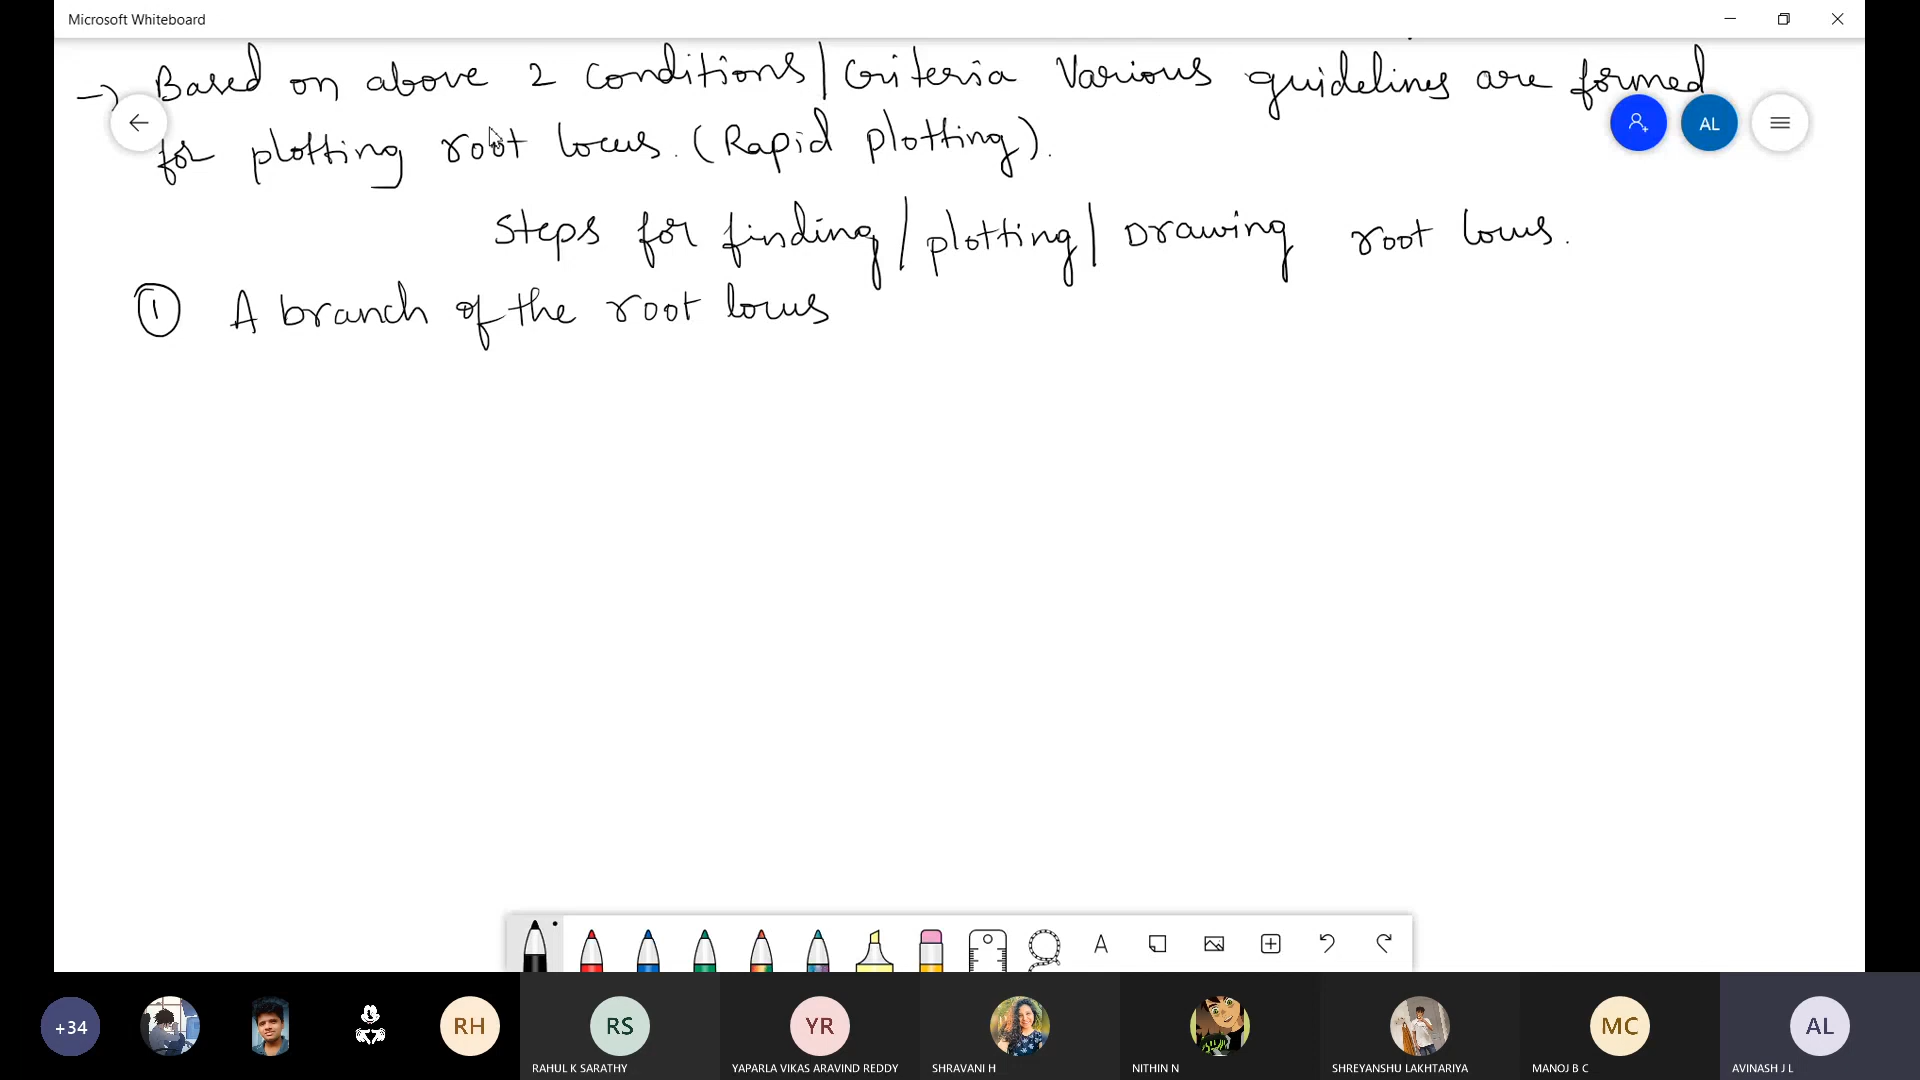 Microsoft Whiteboard
→ Based on above 2 conditions/Criteria Various guidelines are formed
for plotting root locus. (Rapid plotting).
Steps for finding/plotting/Drawing root locus.
① A branch of the root locus
AL
A
+34
RH
RS
YR
MC
AL
RAHUL K SARATHY
YAPARLA VIKAS ARAVIND REDDY
SHRAVANI H
NITHIN N
SHREYANSHU LAKHTARIYA
MANOJ B C
AVINASH J L